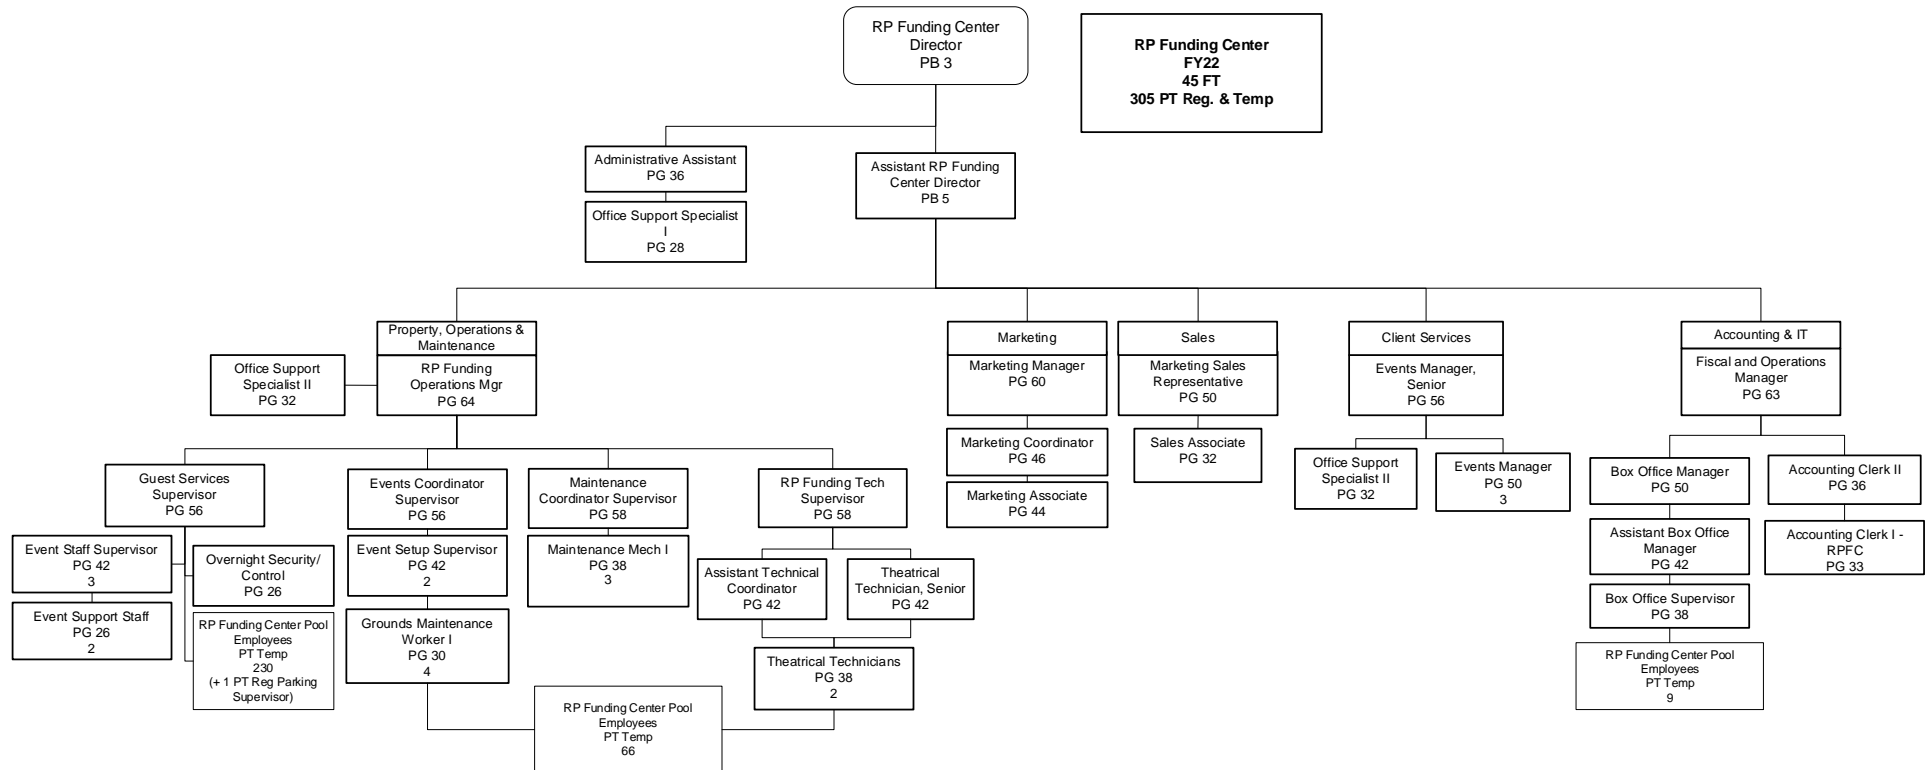 RP Funding Center
Director
PB 3
RP Funding Center
FY22
45 FT
305 PT Reg. & Temp
Administrative Assistant
PG 36
Office Support Specialist
I
PG 28
Assistant RP Funding
Center Director
PB 5
Property, Operations &
Maintenance
RP Funding
Operations Mgr
PG 64
Office Support
Specialist II
PG 32
Marketing
Marketing Manager
PG 60
Marketing Coordinator
PG 46
Marketing Associate
PG 44
Sales
Marketing Sales
Representative
PG 50
Sales Associate
PG 32
Client Services
Events Manager,
Senior
PG 56
Office Support
Specialist II
PG 32
Events Manager
PG 50
3
Accounting & IT
Fiscal and Operations
Manager
PG 63
Box Office Manager
PG 50
Assistant Box Office
Manager
PG 42
Box Office Supervisor
PG 38
RP Funding Center Pool
Employees
PT Temp
9
Accounting Clerk II
PG 36
Accounting Clerk I -
RPFC
PG 33
Guest Services
Supervisor
PG 56
Event Staff Supervisor
PG 42
3
Event Support Staff
PG 26
2
Overnight Security/
Control
PG 26
RP Funding Center Pool
Employees
PT Temp
230
(+ 1 PT Reg Parking
Supervisor)
Events Coordinator
Supervisor
PG 56
Event Setup Supervisor
PG 42
2
Grounds Maintenance
Worker I
PG 30
4
Maintenance
Coordinator Supervisor
PG 58
Maintenance Mech I
PG 38
3
RP Funding Tech
Supervisor
PG 58
Assistant Technical
Coordinator
PG 42
Theatrical
Technician, Senior
PG 42
Theatrical Technicians
PG 38
2
RP Funding Center Pool
Employees
PT Temp
66